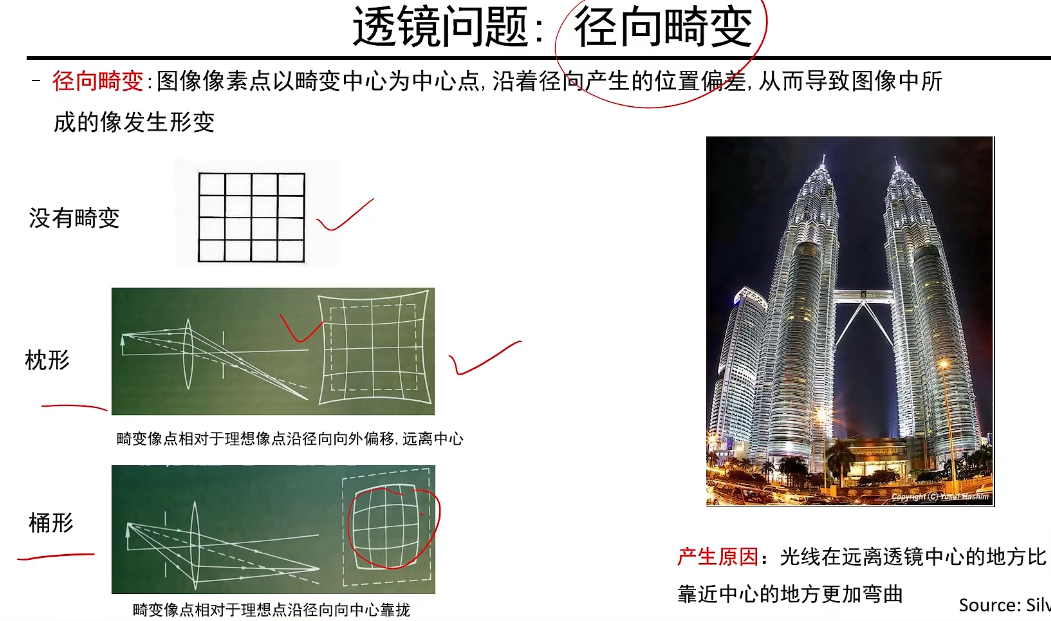 透镜问题：径向畸变
– 径向畸变:图像像素点以畸变中心为中心点,沿着径向产生的位置偏差,从而导致图像中所
成的像发生形变
没有畸变
枕形
畸变像点相对于理想像点沿径向向外偏移,远离中心
桶形
畸变像点相对于理想点沿径向向中心靠拢
Copyright (C) Yusuf Hashim
产生原因：光线在远离透镜中心的地方比
靠近中心的地方更加弯曲
Source: Silv